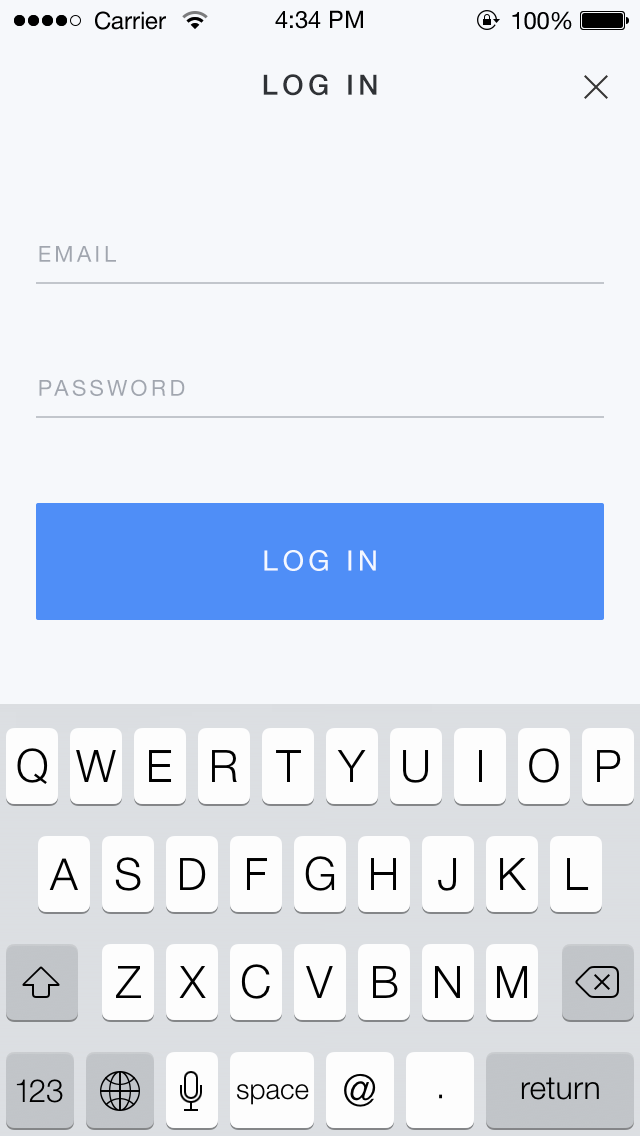 Carrier 4:34 PM 100%
LOG IN
EMAIL
PASSWORD
LOG IN
Q W E R T Y U I O P
A S D F G H J K L
Z X C V B N M
123 space @ . return